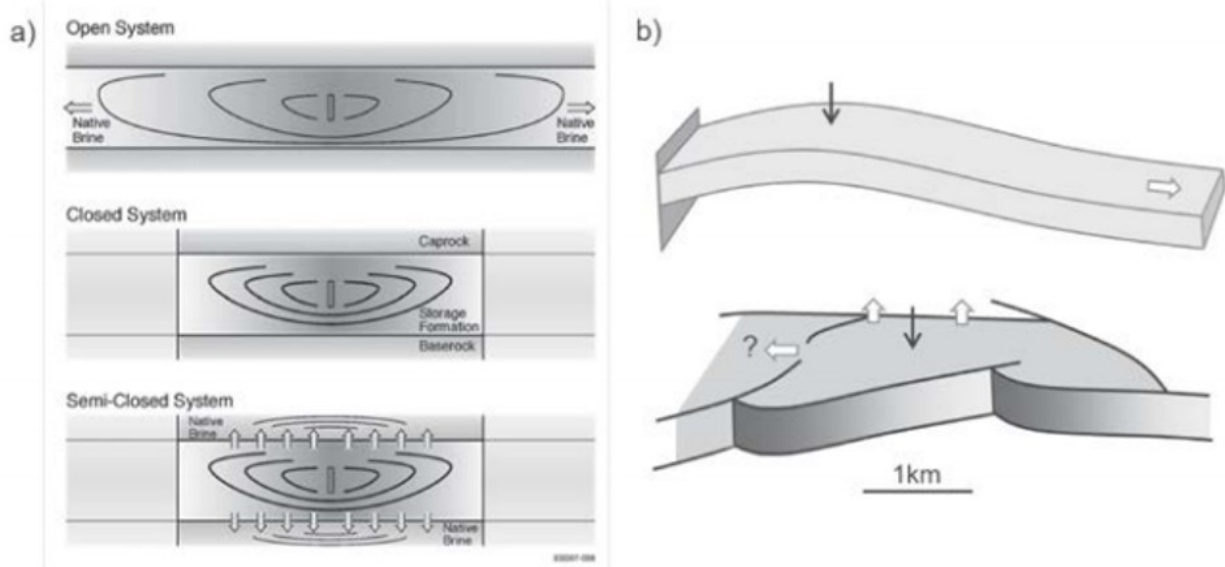 a)
Open System
Native
Brine
Native
Brine
Closed System
Caprock
Storage
Formation
Baserock
Semi-Closed System
Native
Brine
Native
Brine
b)
?
1km